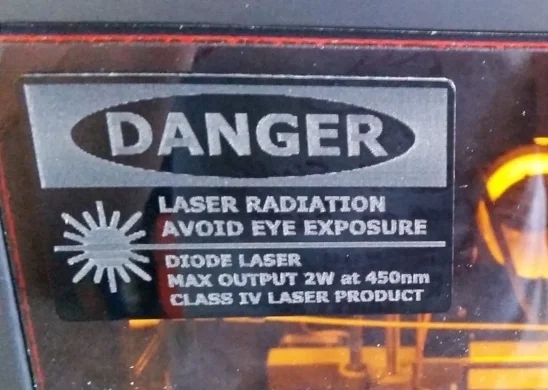 DANGER
LASER RADIATION
AVOID EYE EXPOSURE
DIODE LASER
MAX OUTPUT 2W at 450nm
CLASS IV LASER PRODUCT